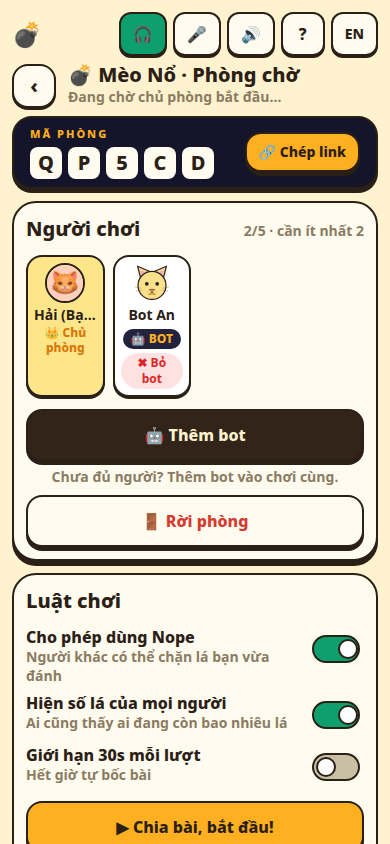 ?
EN
Mèo Nổ · Phòng chờ
Đang chờ chủ phòng bắt đầu…
MÃ PHÒNG
Q P 5 C D
Chép link
Người chơi
2/5 · cần ít nhất 2
Hải (Bạ…
Chủ
phòng
Bot An
BOT
✖ Bỏ
bot
Thêm bot
Chưa đủ người? Thêm bot vào chơi cùng.
Rời phòng
Luật chơi
Cho phép dùng Nope
Người khác có thể chặn lá bạn vừa
đánh
Hiện số lá của mọi người
Ai cũng thấy ai đang còn bao nhiêu lá
Giới hạn 30s mỗi lượt
Hết giờ tự bốc bài
▶ Chia bài, bắt đầu!